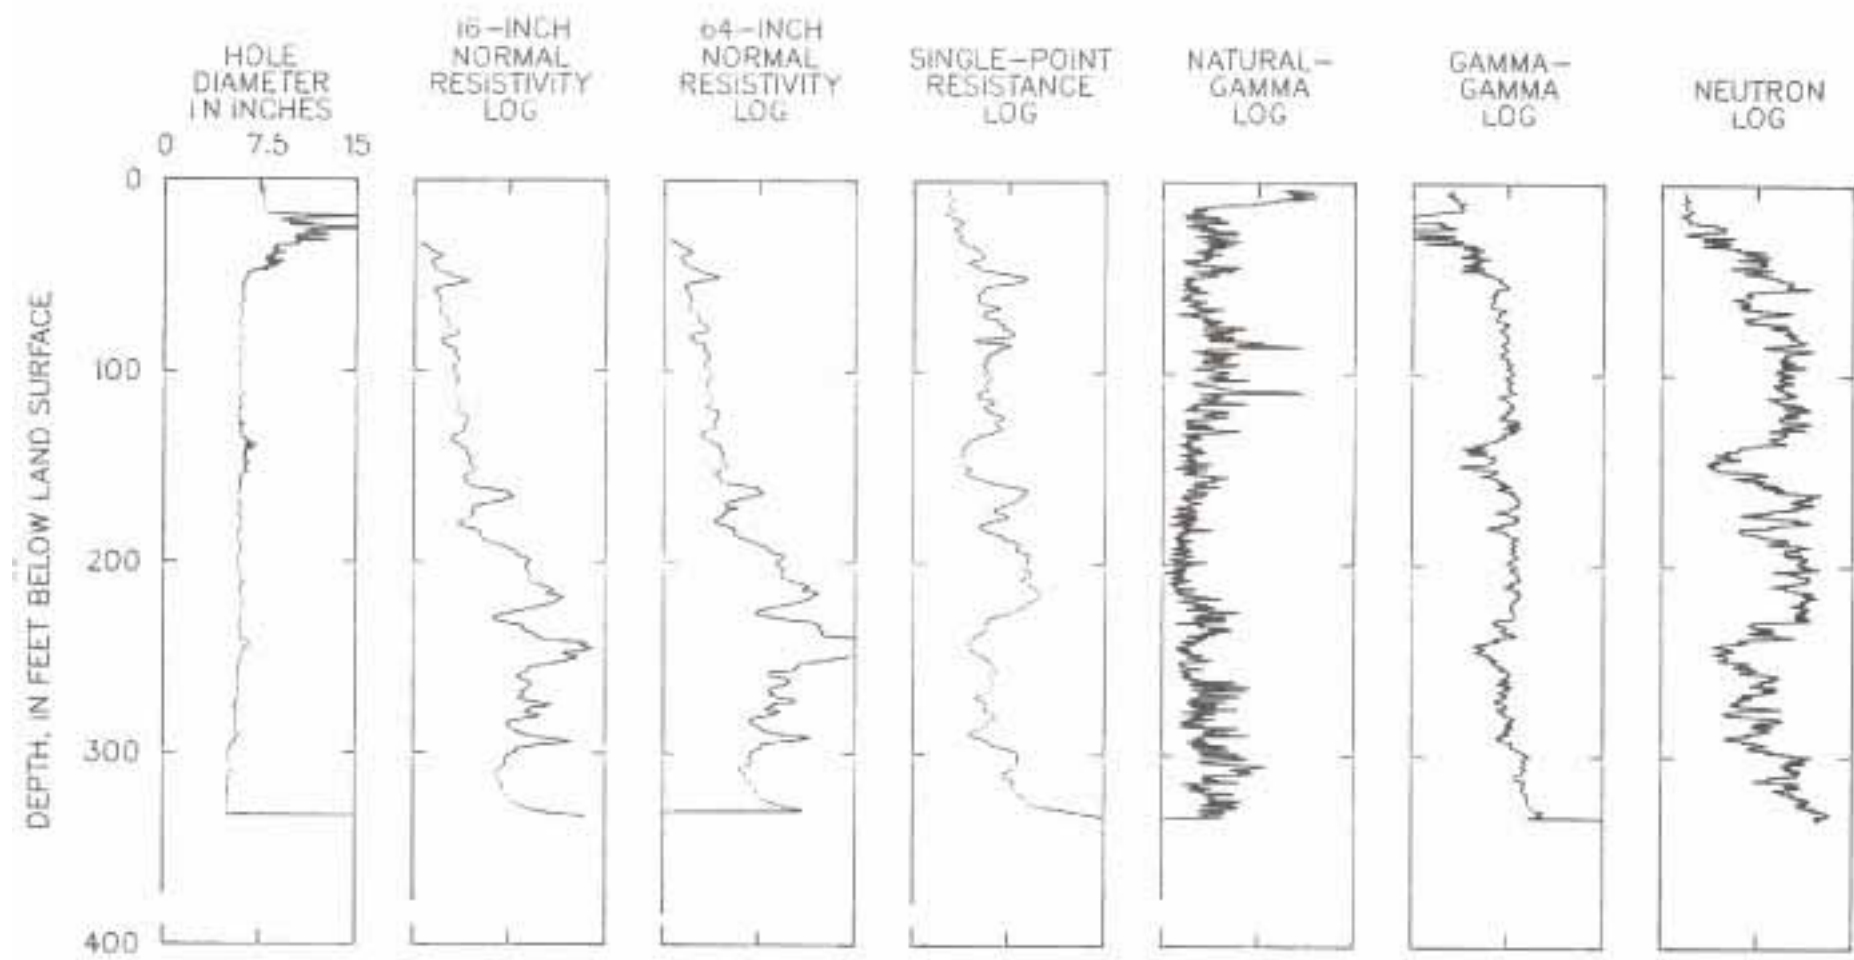 HOLE
DIAMETER
IN INCHES
0 7.5 15
16-INCH
NORMAL
RESISTIVITY
LOG
64-INCH
NORMAL
RESISTIVITY
LOG
SINGLE-POINT
RESISTANCE
LOG
NATURAL-
GAMMA
LOG
GAMMA-
GAMMA
LOG
NEUTRON
LOG
DEPTH, IN FEET BELOW LAND SURFACE
0
100
200
300
400